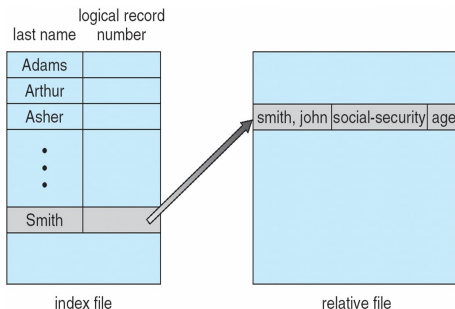 last name
logical record
number
Adams
Arthur
Asher
Smith
smith, john social-security age
index file
relative file